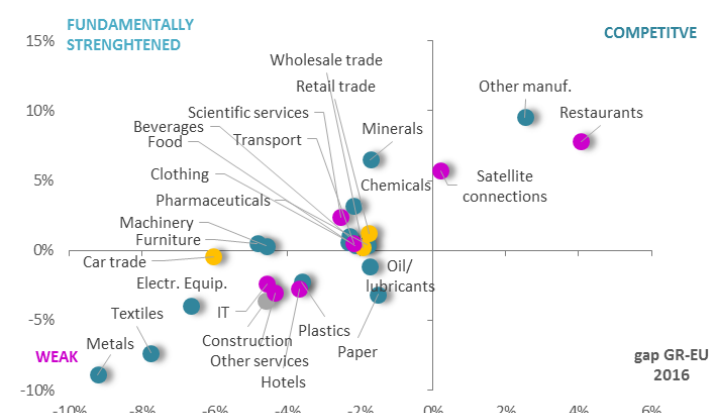 FUNDAMENTALLY
STRENGHTENED
COMPETITVE
15%
Wholesale trade
Retail trade
Other manuf.
10%
Scientific services
Restaurants
Beverages
Transport
Minerals
Food
Clothing
Chemicals
Satellite
connections
5%
Pharmaceuticals
Machinery
Furniture
0%
Car trade
Oil/
lubricants
Electr. Equip.
IT
-5%
Textiles
Plastics
Construction
Metals
Paper
WEAK
Other services
gap GR-EU
2016
Hotels
-10%
-10%
-8%
-6%
-4%
-2%
0%
2%
4%
6%